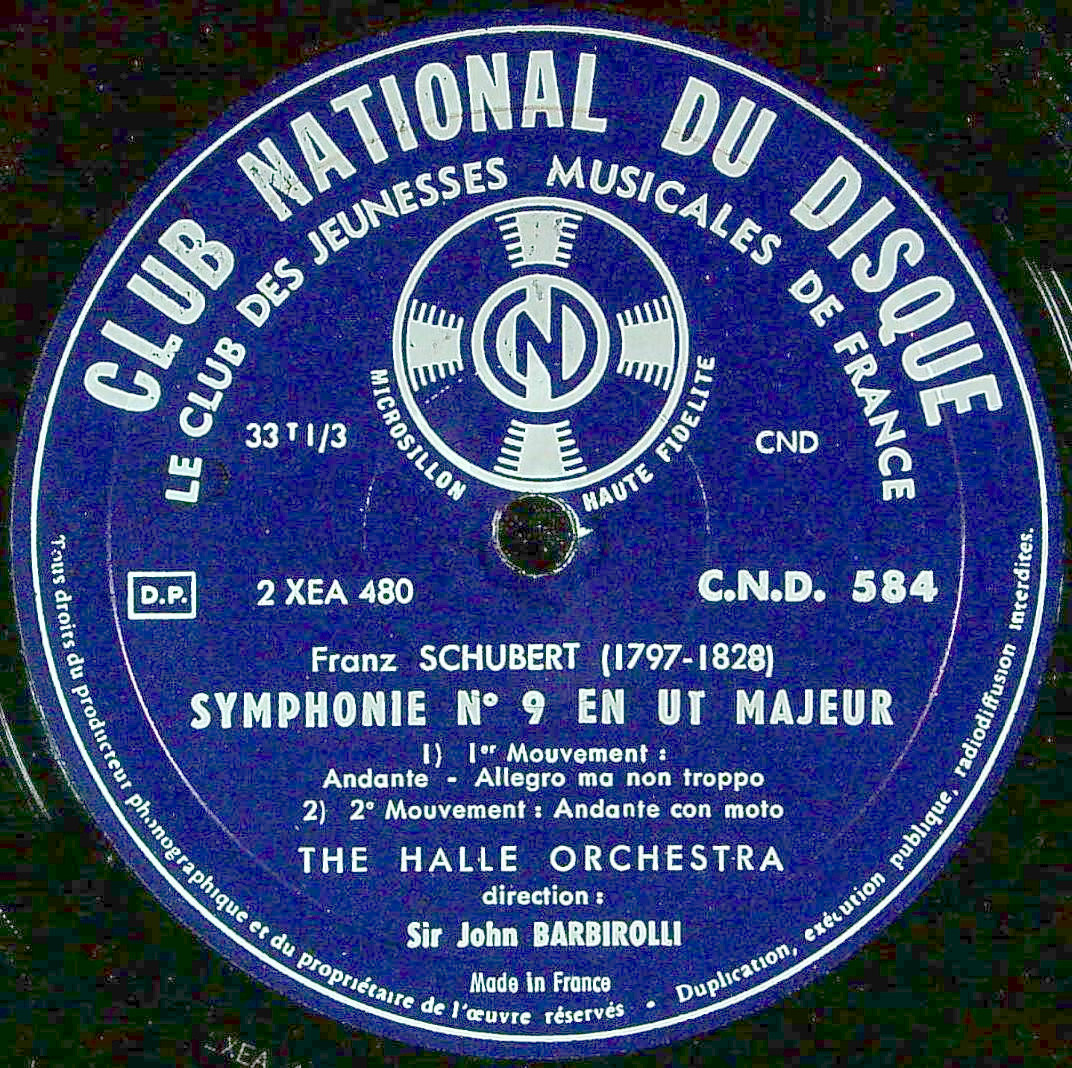 CLUB NATIONAL DU DISQUE
LE CLUB DES JEUNESSES MUSICALES DE FRANCE
N
MICROSILLON
HAUTE FIDELITE
33 T 1/3
CND
D.P.
2 XEA 480
C.N.D. 584
Franz SCHUBERT (1797-1828)
SYMPHONIE N° 9 EN UT MAJEUR
1) 1er Mouvement :
Andante - Allegro ma non troppo
2) 2e Mouvement : Andante con moto
THE HALLE ORCHESTRA
direction :
Sir John BARBIROLLI
Made in France
Tous droits du producteur phonographique et du propriétaire de l'œuvre réservés • Duplication, exécution publique, radiodiffusion interdites.
XEA